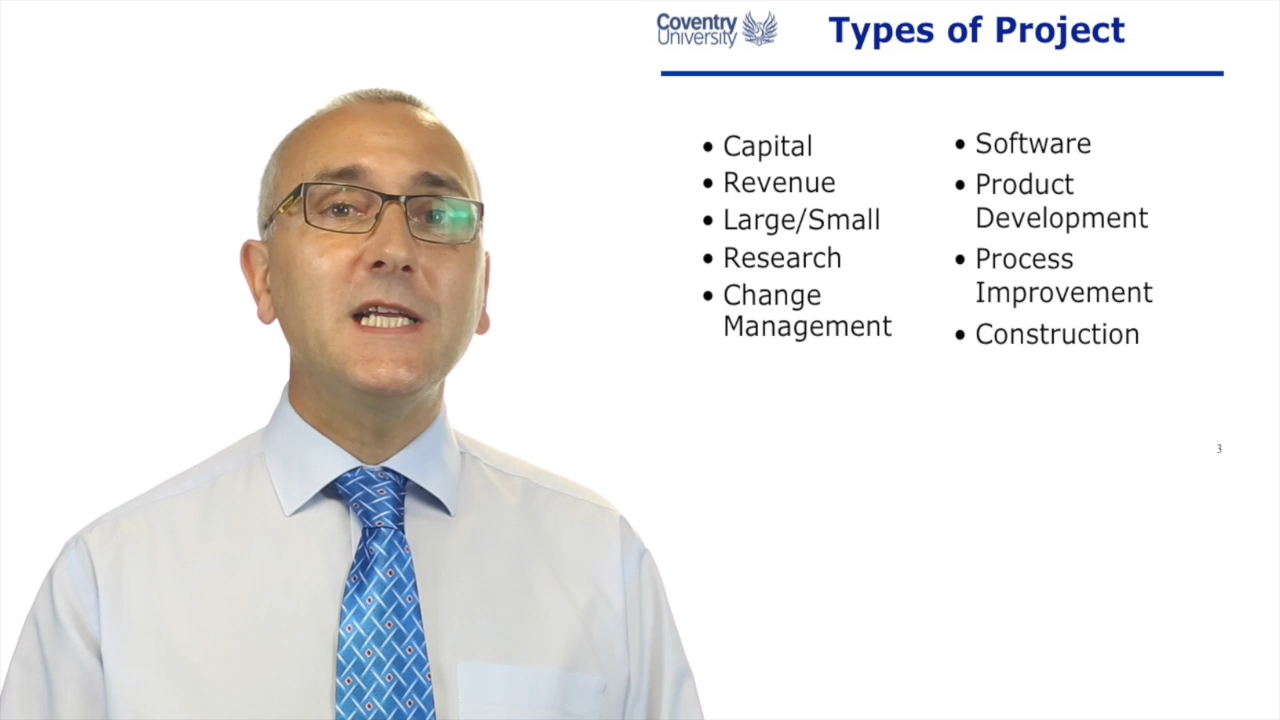 Coventry
University
Types of Project
• Capital
• Revenue
• Large/Small
• Research
• Change
Management
• Software
• Product
Development
• Process
Improvement
• Construction
3